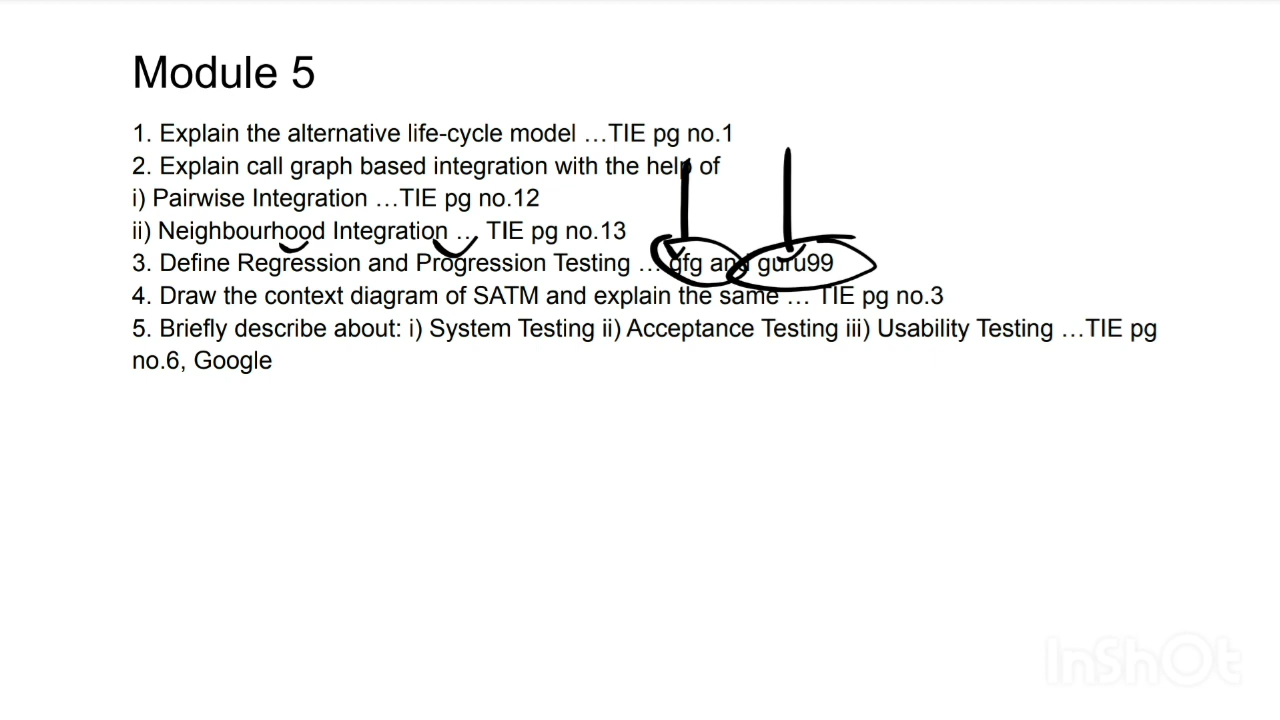 Module 5
1. Explain the alternative life-cycle model …TIE pg no.1
2. Explain call graph based integration with the help of
i) Pairwise Integration …TIE pg no.12
ii) Neighbourhood Integration … TIE pg no.13
3. Define Regression and Progression Testing … gfg and guru99
4. Draw the context diagram of SATM and explain the same … TIE pg no.3
5. Briefly describe about: i) System Testing ii) Acceptance Testing iii) Usability Testing …TIE pg
no.6, Google
InShOt